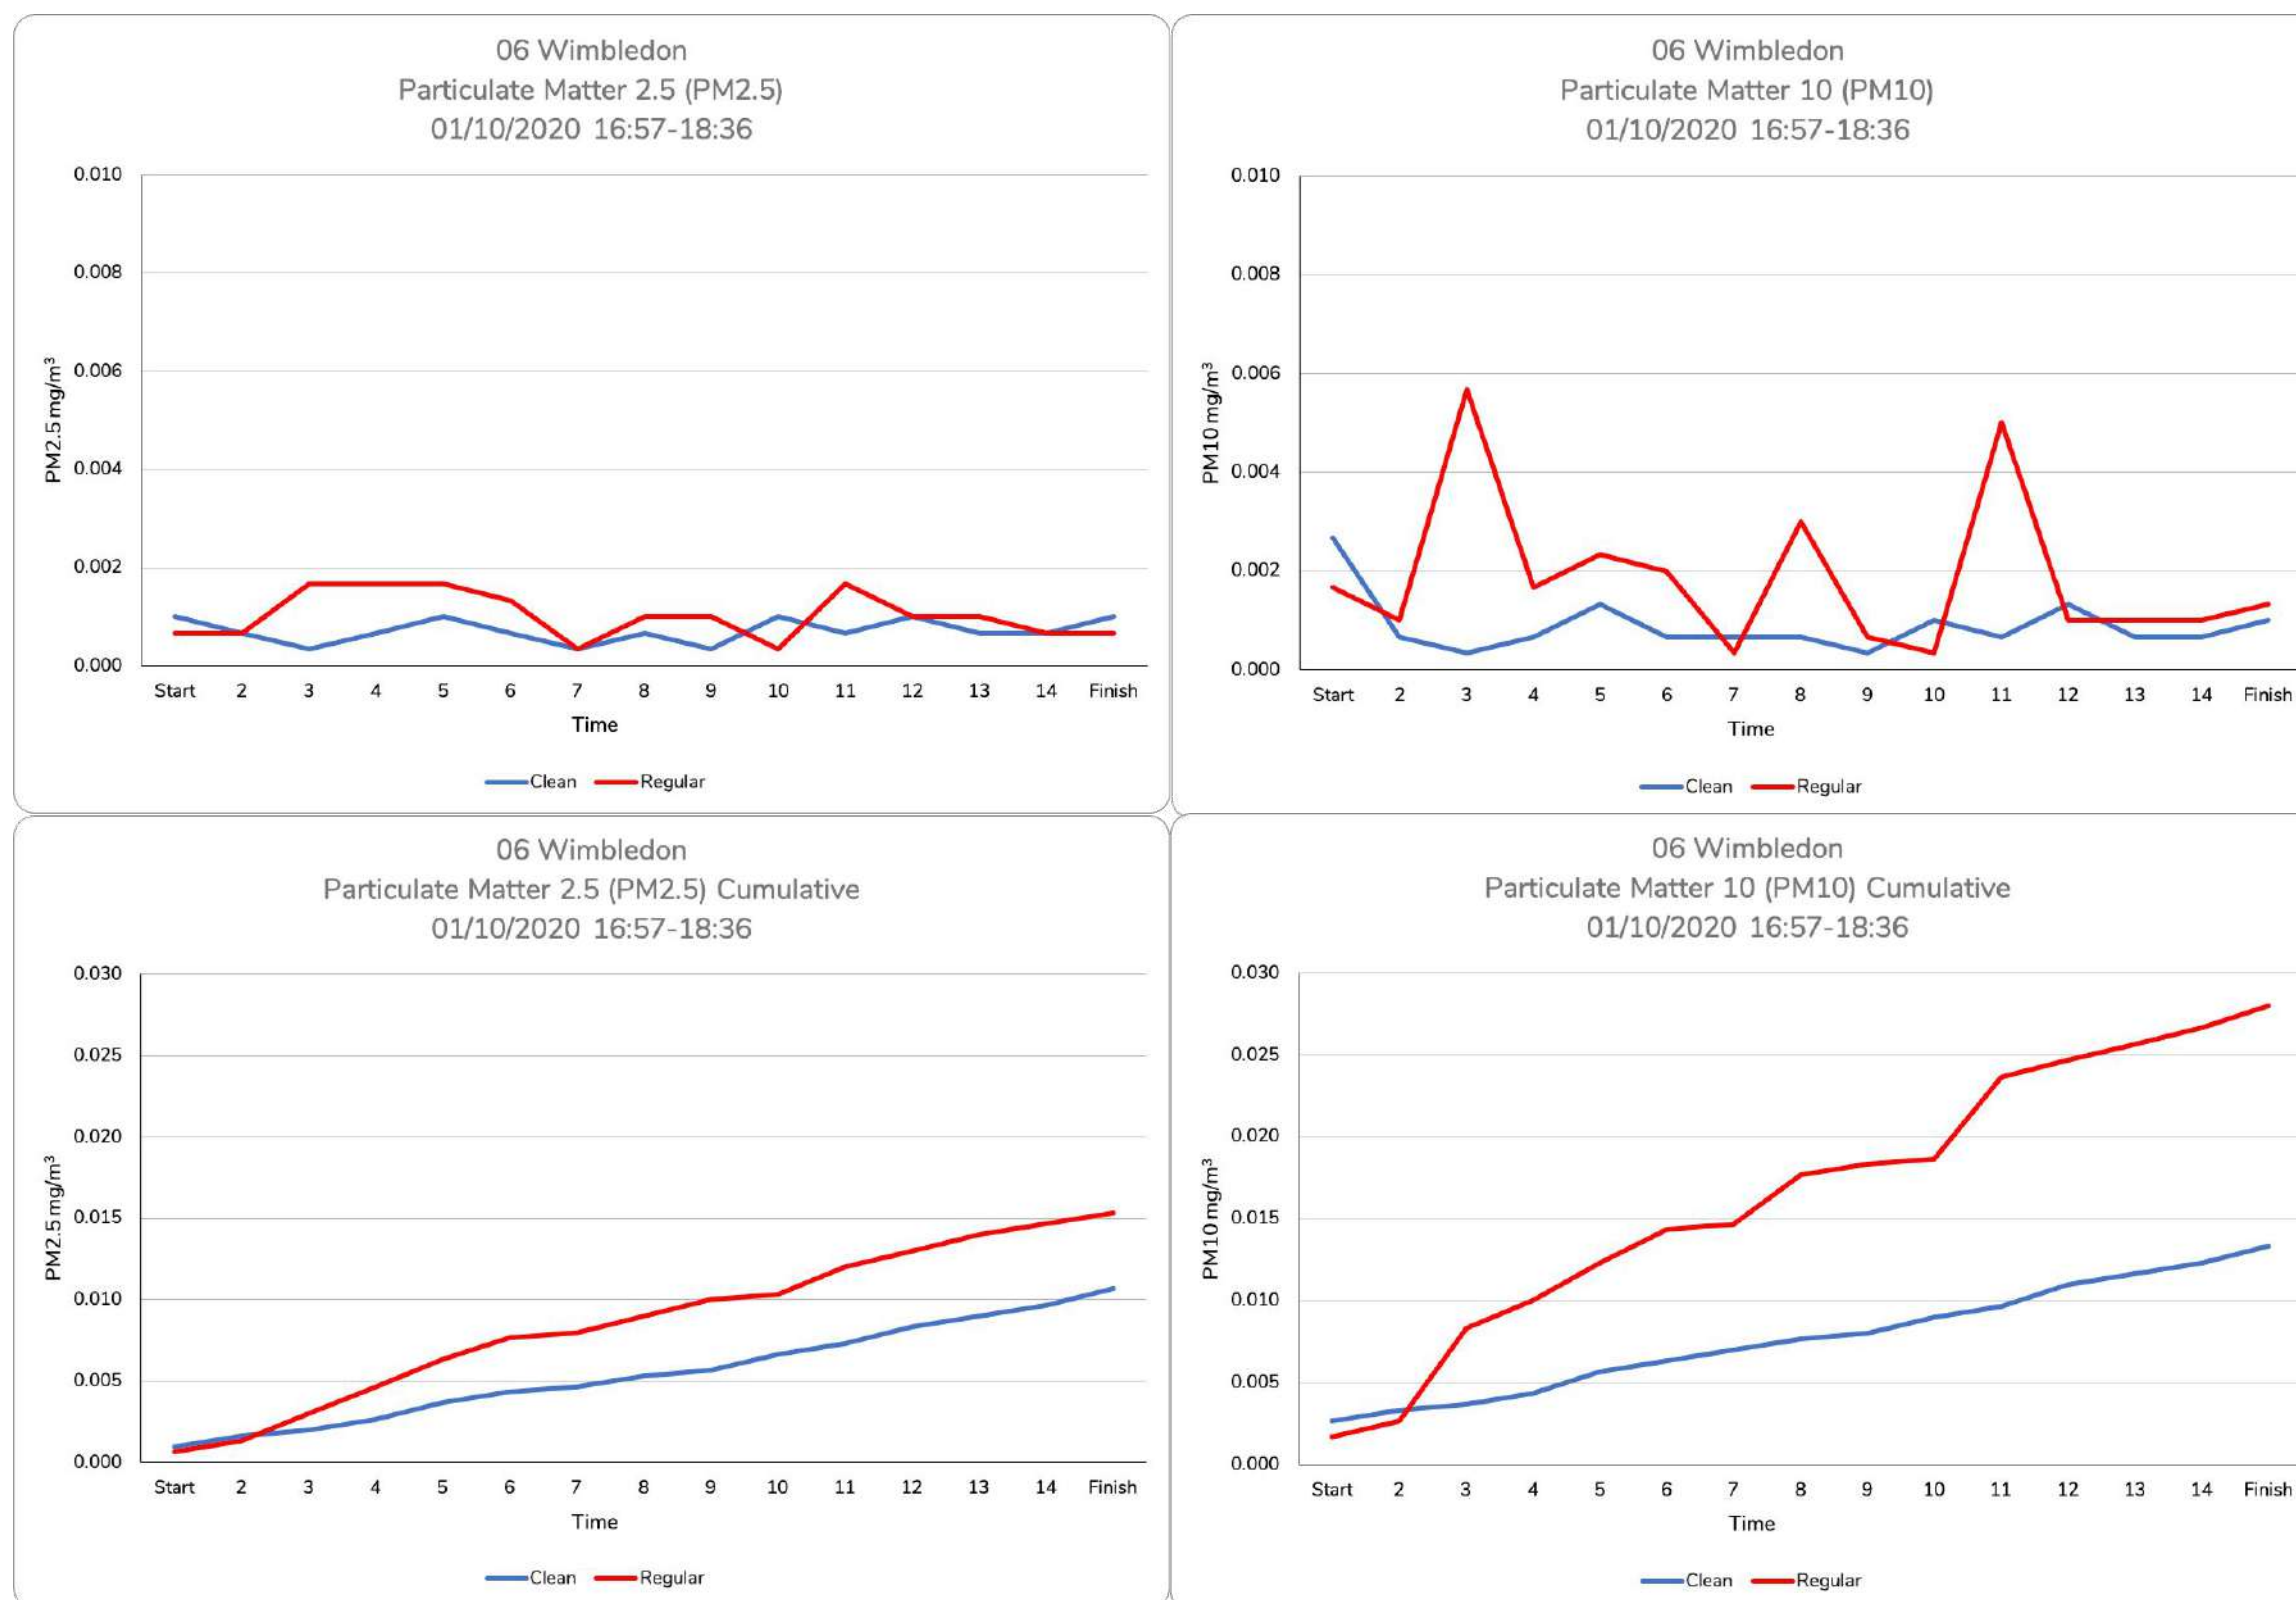 06 Wimbledon
Particulate Matter 2.5 (PM2.5)
01/10/2020 16:57-18:36
0.010
0.008
0.006
0.004
0.002
0.000
PM2.5 mg/m³
Start 2 3 4 5 6 7 8 9 10 11 12 13 14 Finish
Time
Clean Regular
06 Wimbledon
Particulate Matter 10 (PM10)
01/10/2020 16:57-18:36
0.010
0.008
0.006
0.004
0.002
0.000
PM10 mg/m³
Start 2 3 4 5 6 7 8 9 10 11 12 13 14 Finish
Time
Clean Regular
06 Wimbledon
Particulate Matter 2.5 (PM2.5) Cumulative
01/10/2020 16:57-18:36
0.030
0.025
0.020
0.015
0.010
0.005
0.000
PM2.5 mg/m³
Start 2 3 4 5 6 7 8 9 10 11 12 13 14 Finish
Time
Clean Regular
06 Wimbledon
Particulate Matter 10 (PM10) Cumulative
01/10/2020 16:57-18:36
0.030
0.025
0.020
0.015
0.010
0.005
0.000
PM10 mg/m³
Start 2 3 4 5 6 7 8 9 10 11 12 13 14 Finish
Time
Clean Regular